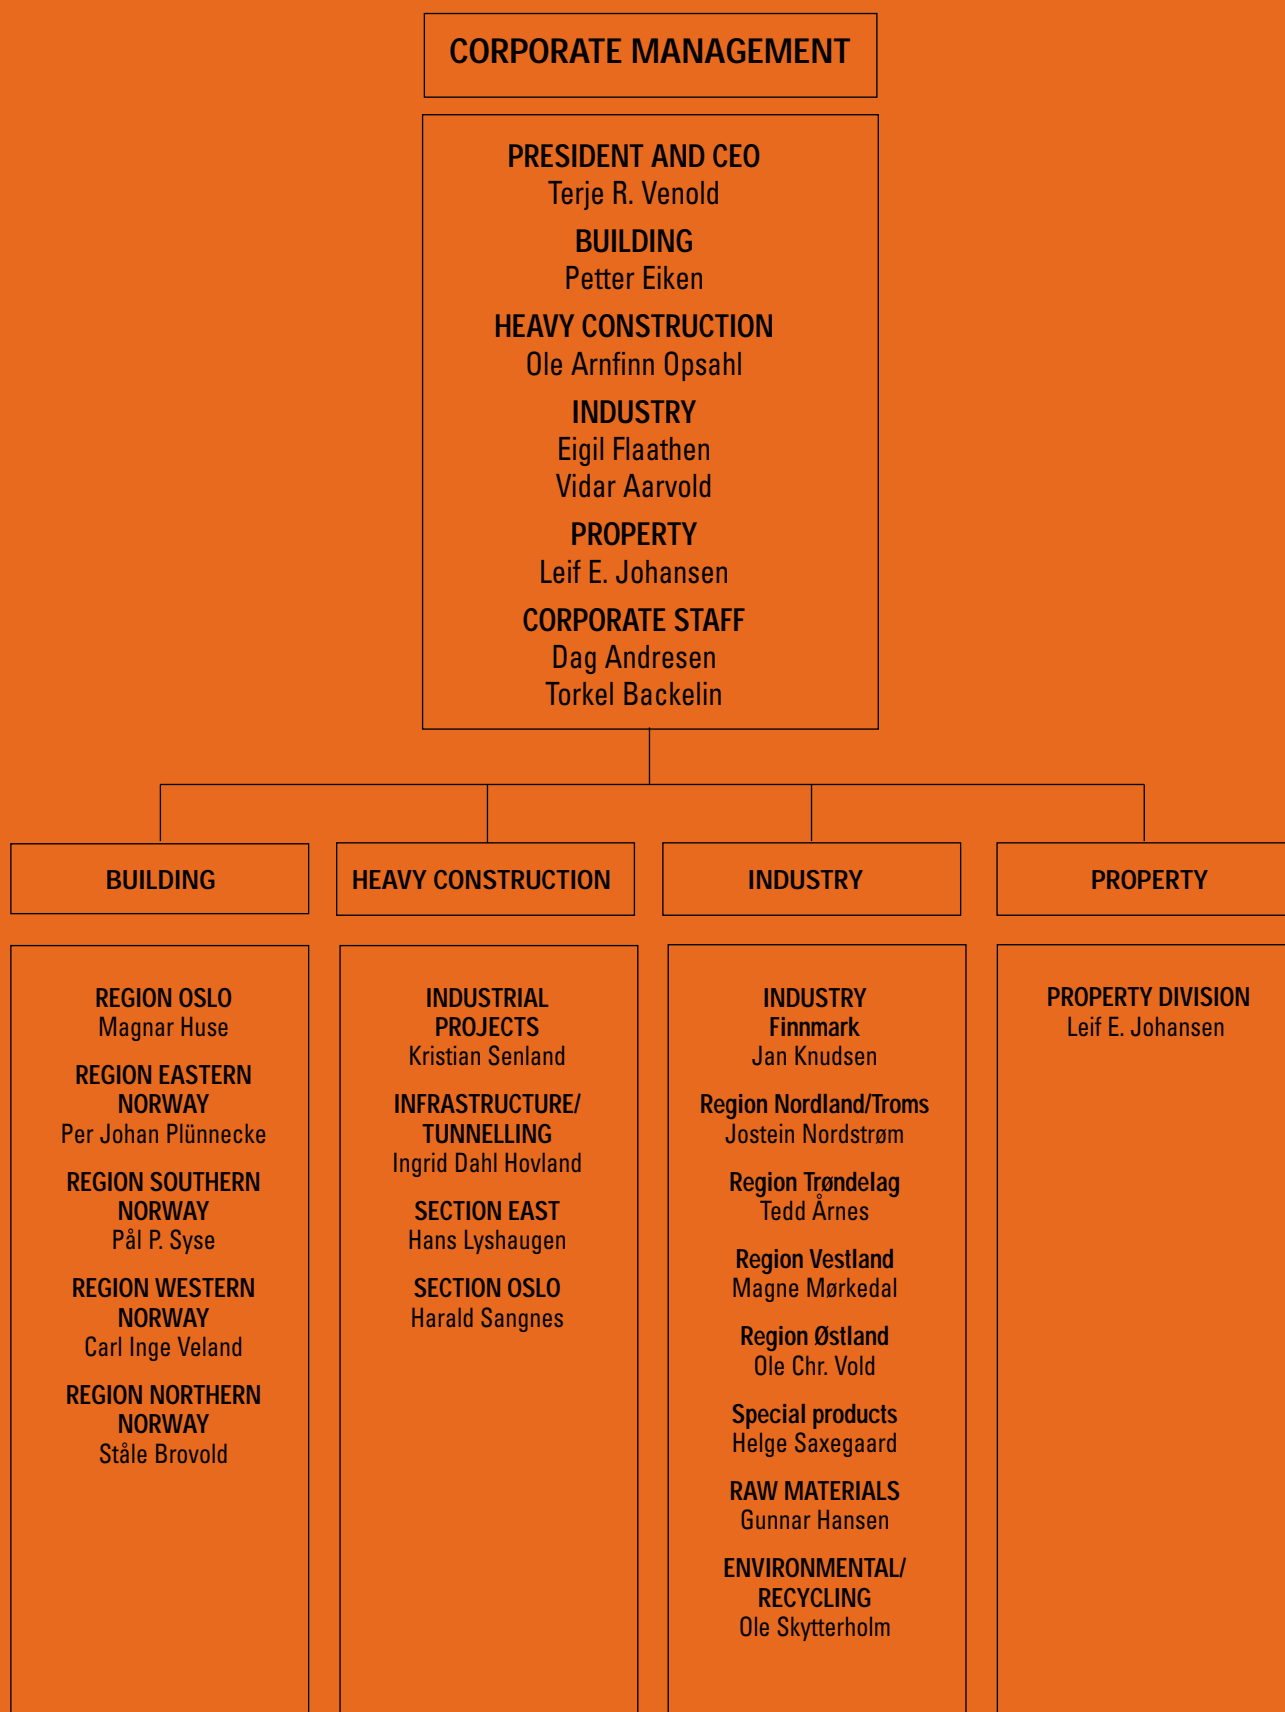 CORPORATE MANAGEMENT
PRESIDENT AND CEO
Terje R. Venold
BUILDING
Petter Eiken
HEAVY CONSTRUCTION
Ole Arnfinn Opsahl
INDUSTRY
Eigil Flaathen
Vidar Aarvold
PROPERTY
Leif E. Johansen
CORPORATE STAFF
Dag Andresen
Torkel Backelin
BUILDING
REGION OSLO
Magnar Huse
REGION EASTERN
NORWAY
Per Johan Plünnecke
REGION SOUTHERN
NORWAY
Pål P. Syse
REGION WESTERN
NORWAY
Carl Inge Veland
REGION NORTHERN
NORWAY
Ståle Brovold
HEAVY CONSTRUCTION
INDUSTRIAL
PROJECTS
Kristian Senland
INFRASTRUCTURE/
TUNNELLING
Ingrid Dahl Hovland
SECTION EAST
Hans Lyshaugen
SECTION OSLO
Harald Sangnes
INDUSTRY
INDUSTRY
Finnmark
Jan Knudsen
Region Nordland/Troms
Jostein Nordstrøm
Region Trøndelag
Tedd Årnes
Region Vestland
Magne Mørkedal
Region Østland
Ole Chr. Vold
Special products
Helge Saxegaard
RAW MATERIALS
Gunnar Hansen
ENVIRONMENTAL/
RECYCLING
Ole Skytterholm
PROPERTY
PROPERTY DIVISION
Leif E. Johansen